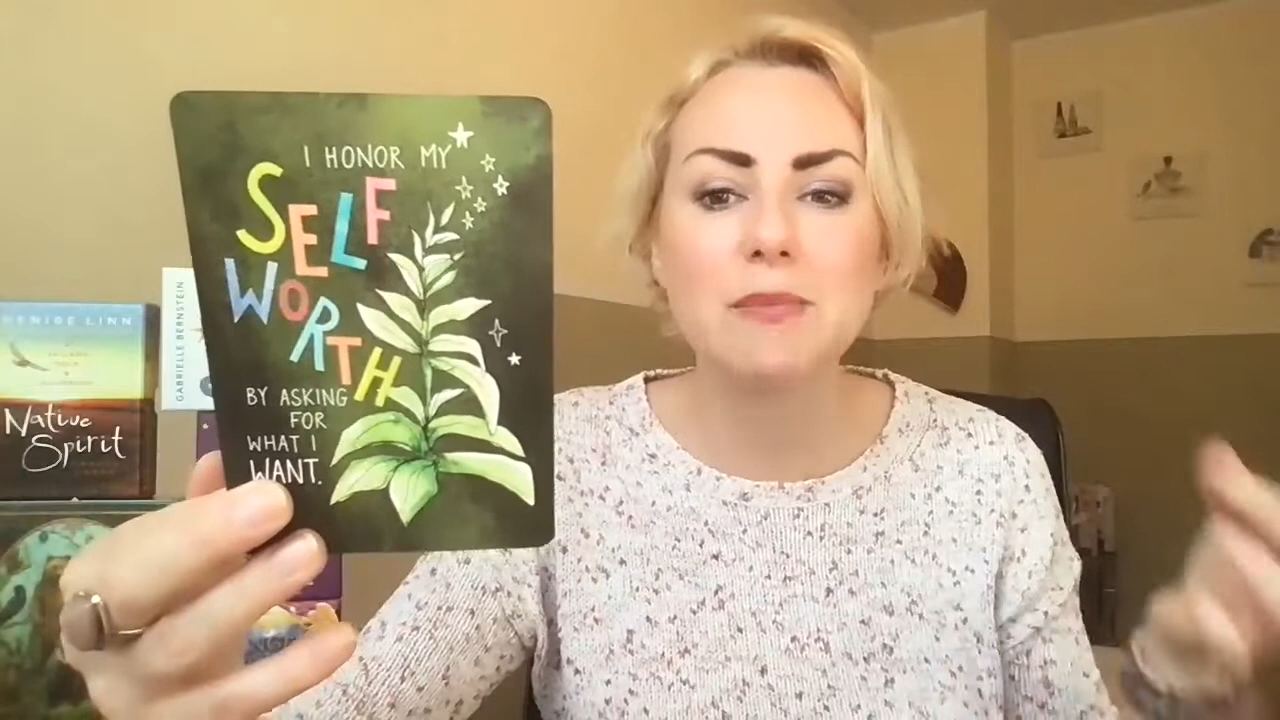 I HONOR MY
SELF
WORTH
BY ASKING
FOR
WHAT I
WANT.
DENISE LINN
Native
Spirit
GABRIELLE BERNSTEIN